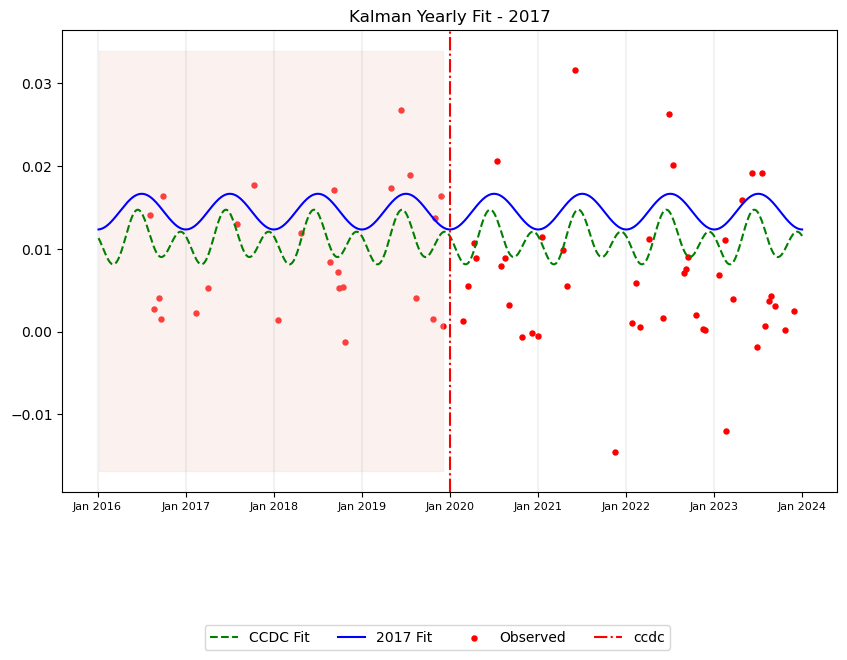 Kalman Yearly Fit - 2017
0.03
0.02
0.01
0.00
−0.01
Jan 2016 Jan 2017 Jan 2018 Jan 2019 Jan 2020 Jan 2021 Jan 2022 Jan 2023 Jan 2024
CCDC Fit 2017 Fit Observed ccdc